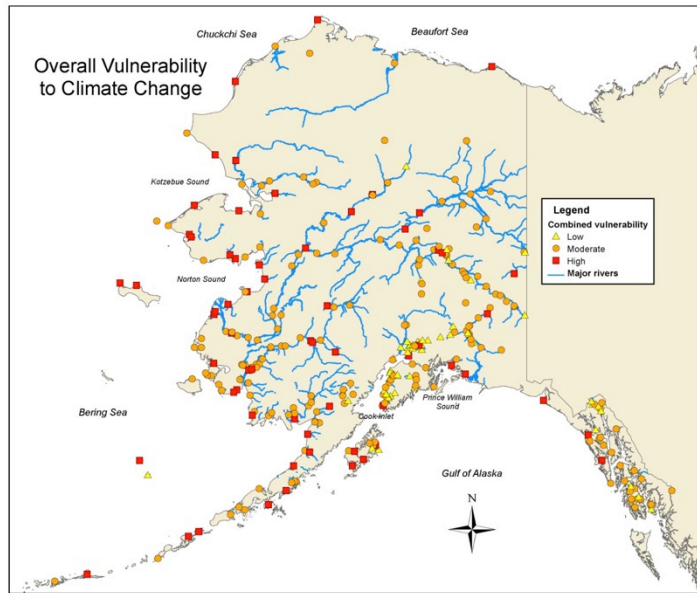 Chuckchi Sea
Beaufort Sea
Overall Vulnerability
to Climate Change
Kotzebue Sound
Norton Sound
Legend
Combined vulnerability
Low
Moderate
High
Major rivers
Bering Sea
Cook Inlet
Prince William
Sound
Gulf of Alaska
N